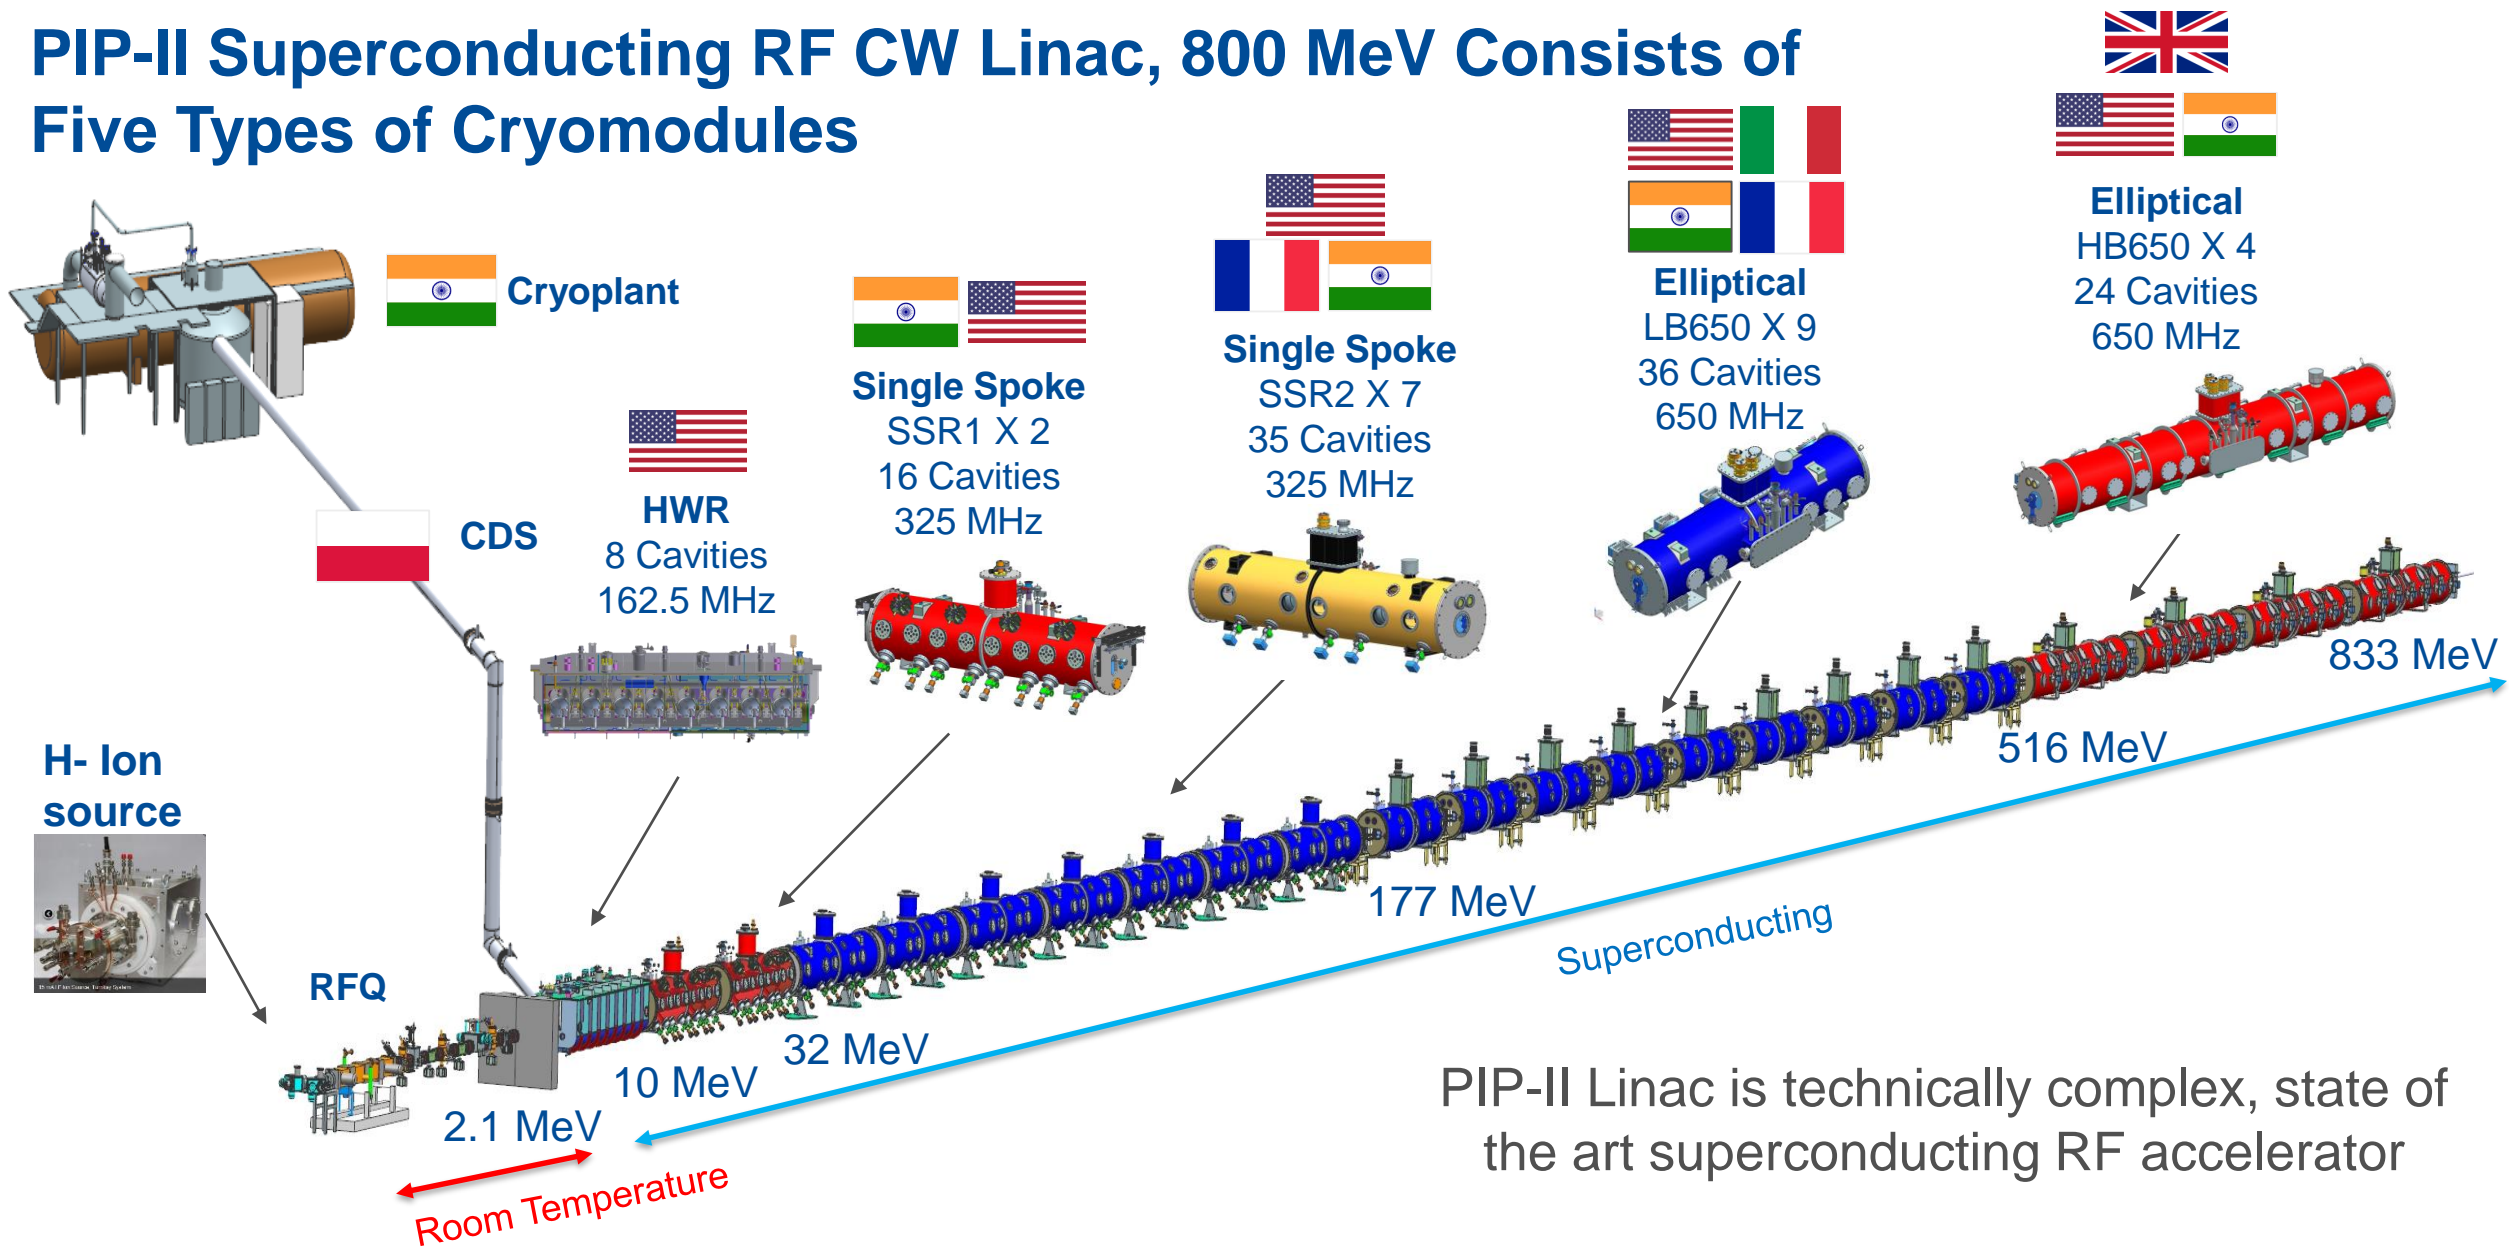 PIP-II Superconducting RF CW Linac, 800 MeV Consists of
Five Types of Cryomodules
Cryoplant
CDS
HWR
8 Cavities
162.5 MHz
Single Spoke
SSR1 X 2
16 Cavities
325 MHz
Single Spoke
SSR2 X 7
35 Cavities
325 MHz
Elliptical
LB650 X 9
36 Cavities
650 MHz
Elliptical
HB650 X 4
24 Cavities
650 MHz
H- Ion
source
RFQ
2.1 MeV
10 MeV
32 MeV
177 MeV
516 MeV
833 MeV
Room Temperature
Superconducting
PIP-II Linac is technically complex, state of
the art superconducting RF accelerator